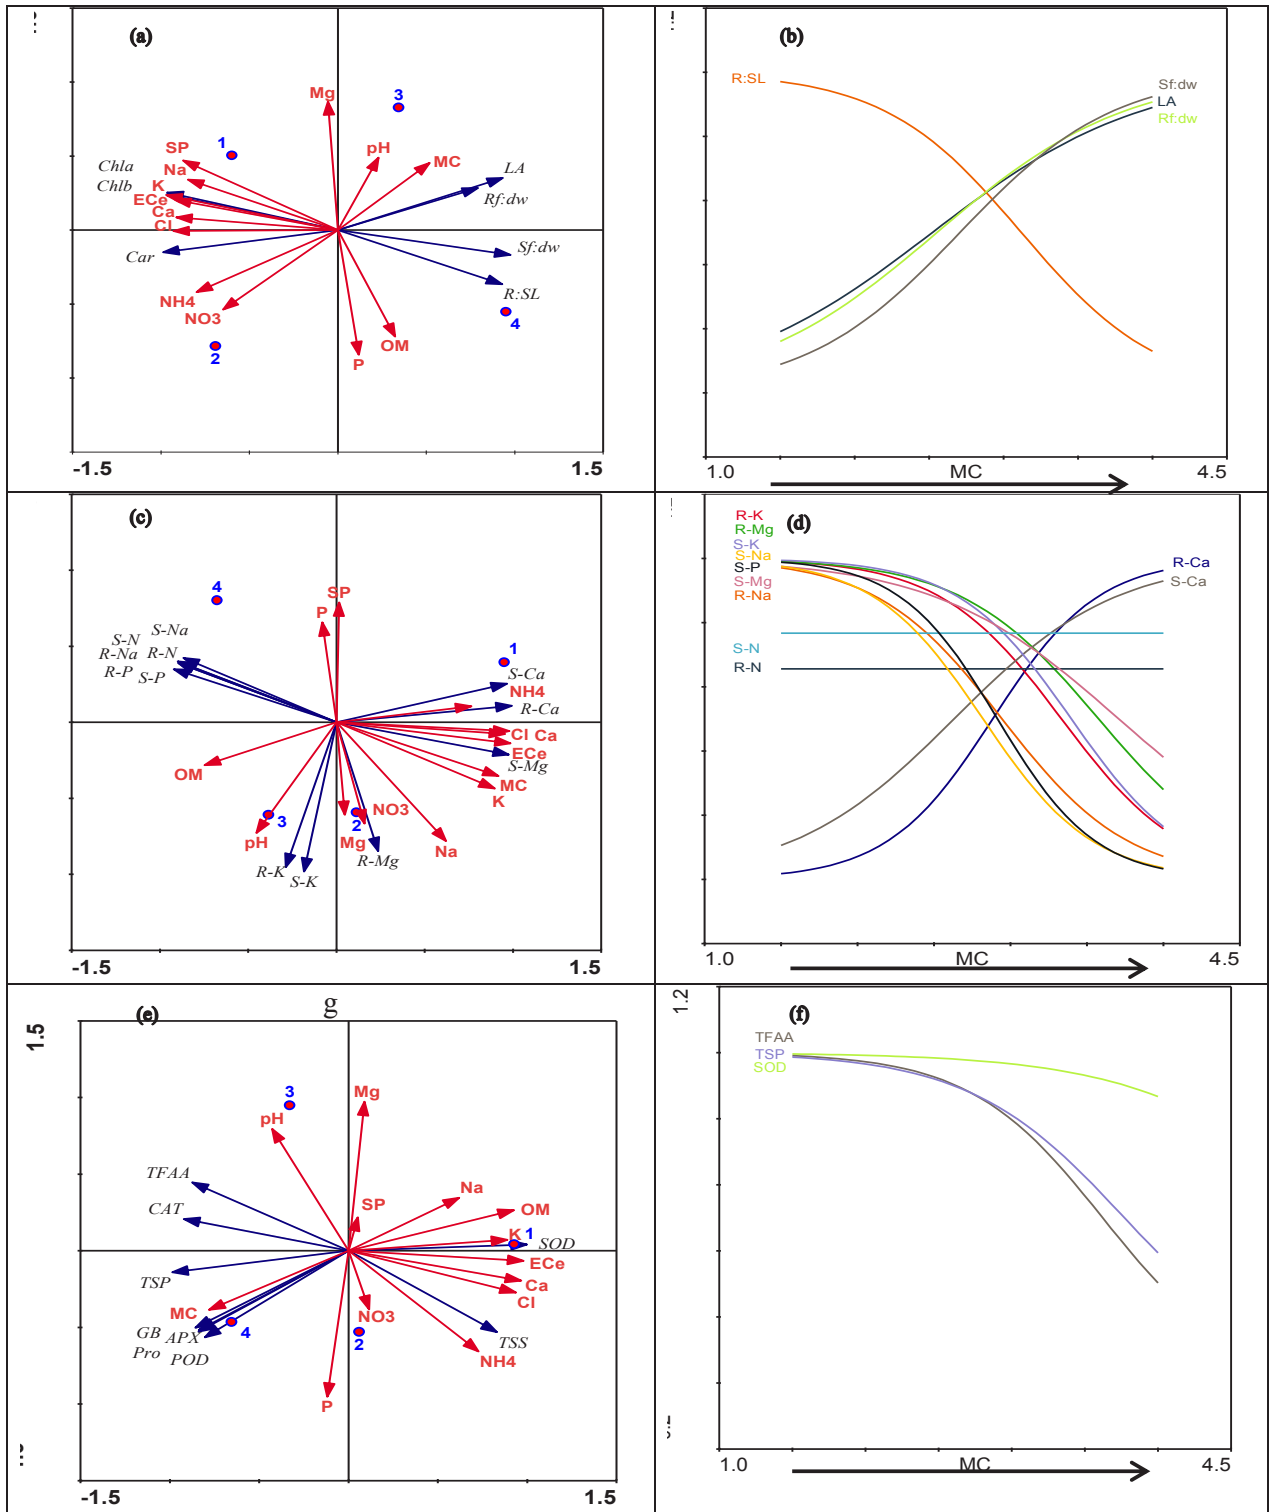 (a)
Mg
3
1
pH
MC
SP
Na
Chla
Chlb
K
ECe
Ca
Cl
LA
Rf:dw
Car
Sf:dw
NH4
NO3
R:SL
4
2
OM
P
-1.5
1.5
(b)
R:SL
Sf:dw
LA
Rf:dw
1.0
MC
4.5
(c)
4
SP
P
S-Na
S-N
R-Na
R-N
R-P
S-P
1
S-Ca
NH4
R-Ca
Cl
Ca
ECe
S-Mg
OM
MC
K
3
2
NO3
pH
Mg
Na
R-Mg
R-K
S-K
-1.5
1.5
(d)
R-K
R-Mg
S-K
S-Na
S-P
S-Mg
R-Na
R-Ca
S-Ca
S-N
R-N
1.0
MC
4.5
(e)
g
1.5
3
Mg
pH
TFAA
CAT
Na
SP
OM
K
1
SOD
TSP
ECe
Ca
Cl
MC
NO3
GB
APX
4
2
TSS
Pro
POD
NH4
P
-1.5
1.5
1.2
(f)
TFAA
TSP
SOD
1.0
MC
4.5